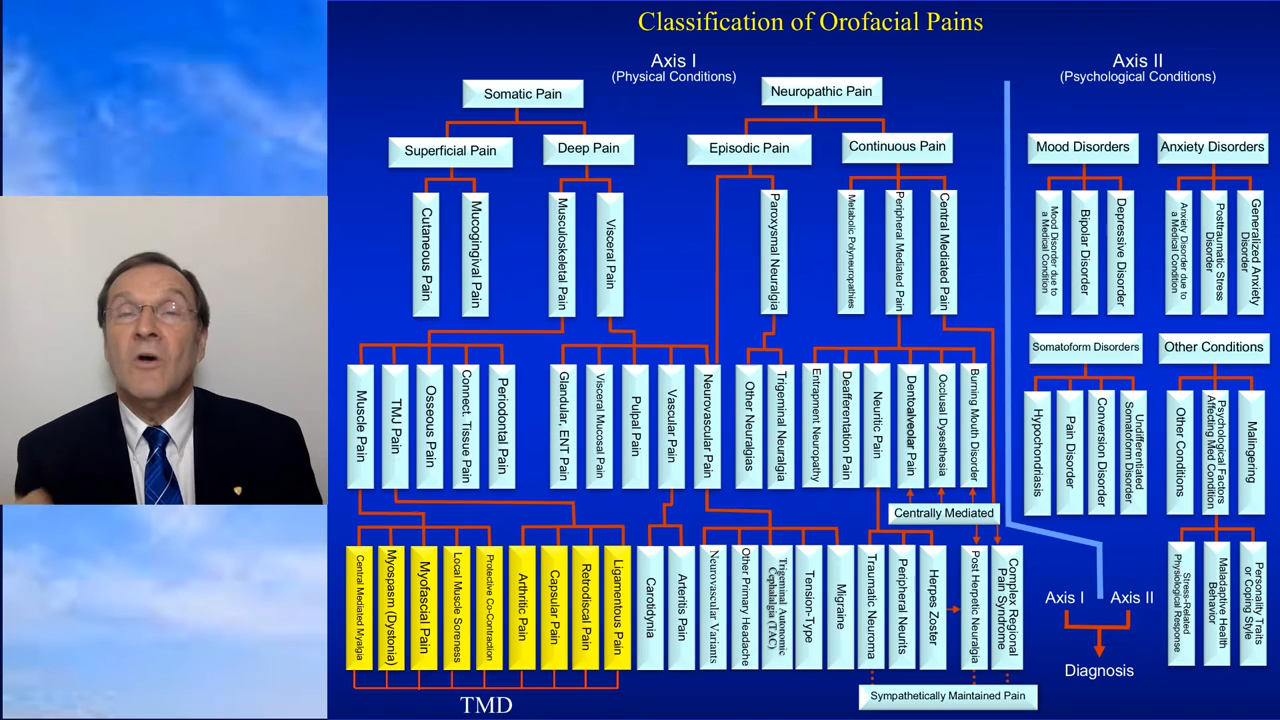 Classification of Orofacial Pains
Axis I
(Physical Conditions)
Axis II
(Psychological Conditions)
Somatic Pain
Neuropathic Pain
Superficial Pain
Deep Pain
Episodic Pain
Continuous Pain
Mood Disorders
Anxiety Disorders
Cutaneous Pain
Mucogingival Pain
Musculoskeletal Pain
Visceral Pain
Paroxysmal Neuralgia
Metabolic Polyneuropathies
Peripheral Mediated Pain
Central Mediated Pain
Mood Disorder due to
a Medical Condition
Bipolar Disorder
Depressive Disorder
Anxiety Disorder due to
a Medical Condition
Posttraumatic Stress
Disorder
Generalized Anxiety
Disorder
Somatoform Disorders
Other Conditions
Muscle Pain
TMJ Pain
Osseous Pain
Connect. Tissue Pain
Periodontal Pain
Glandular, ENT Pain
Visceral Mucosal Pain
Pulpal Pain
Vascular Pain
Neurovascular Pain
Other Neuralgias
Trigeminal Neuralgia
Entrapment Neuropathy
Deafferentation Pain
Neuritic Pain
Dentoalveolar Pain
Occlusal Dysesthesia
Burning Mouth Disorder
Hypochondriasis
Pain Disorder
Conversion Disorder
Undifferentiated
Somatoform Disorder
Other Conditions
Psychological Factors
Affecting Med Condition
Malingering
Centrally Mediated
Central Mediated Myalgia
Myospasm (Dystonia)
Myofascial Pain
Local Muscle Soreness
Protective Co-Contraction
Arthritic Pain
Capsular Pain
Retrodiscal Pain
Ligamentous Pain
Carotidynia
Arteritis Pain
Neurovascular Variants
Other Primary Headache
Trigeminal Autonomic
Cephalalgia (TAC)
Tension-Type
Migraine
Traumatic Neuroma
Peripheral Neurits
Herpes Zoster
Post Herpetic Neuralgia
Complex Regional
Pain Syndrome
Stress-Related
Physiological Response
Maladaptive Health
Behavior
Personality Traits
or Coping Style
Axis I
Axis II
Diagnosis
Sympathetically Maintained Pain
TMD